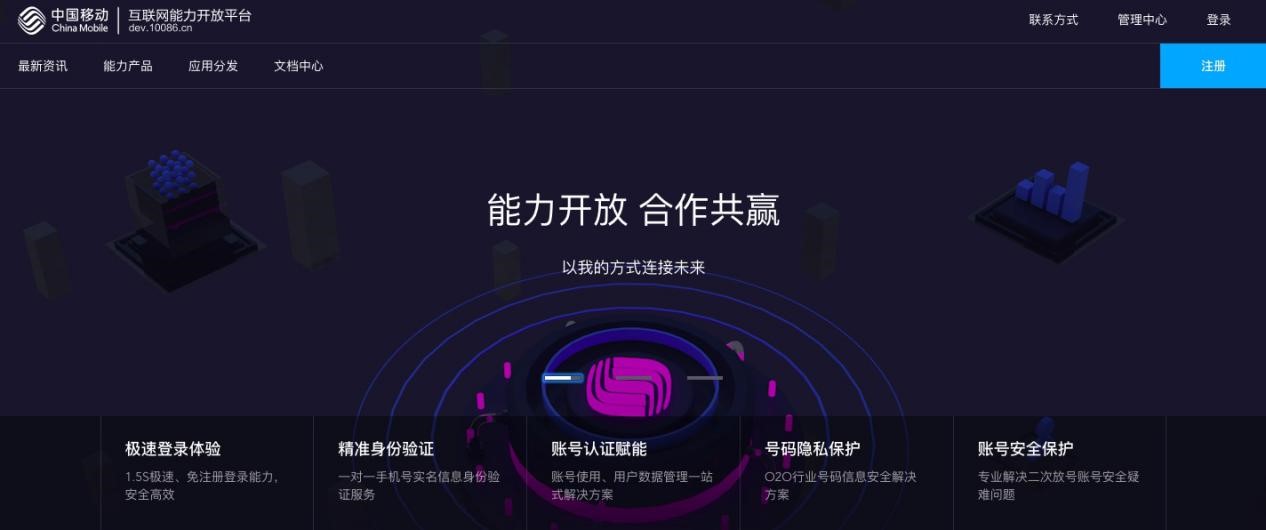 中国移动
China Mobile
互联网能力开放平台
dev.10086.cn
联系方式 管理中心 登录
最新资讯 能力产品 应用分发 文档中心
注册
能力开放 合作共赢
以我的方式连接未来
极速登录体验
1.5S极速、免注册登录能力,
安全高效
精准身份验证
一对一手机号实名信息身份验
证服务
账号认证赋能
账号使用、用户数据管理一站
式解决方案
号码隐私保护
O2O行业号码信息安全解决
方案
账号安全保护
专业解决二次放号账号安全疑
难问题